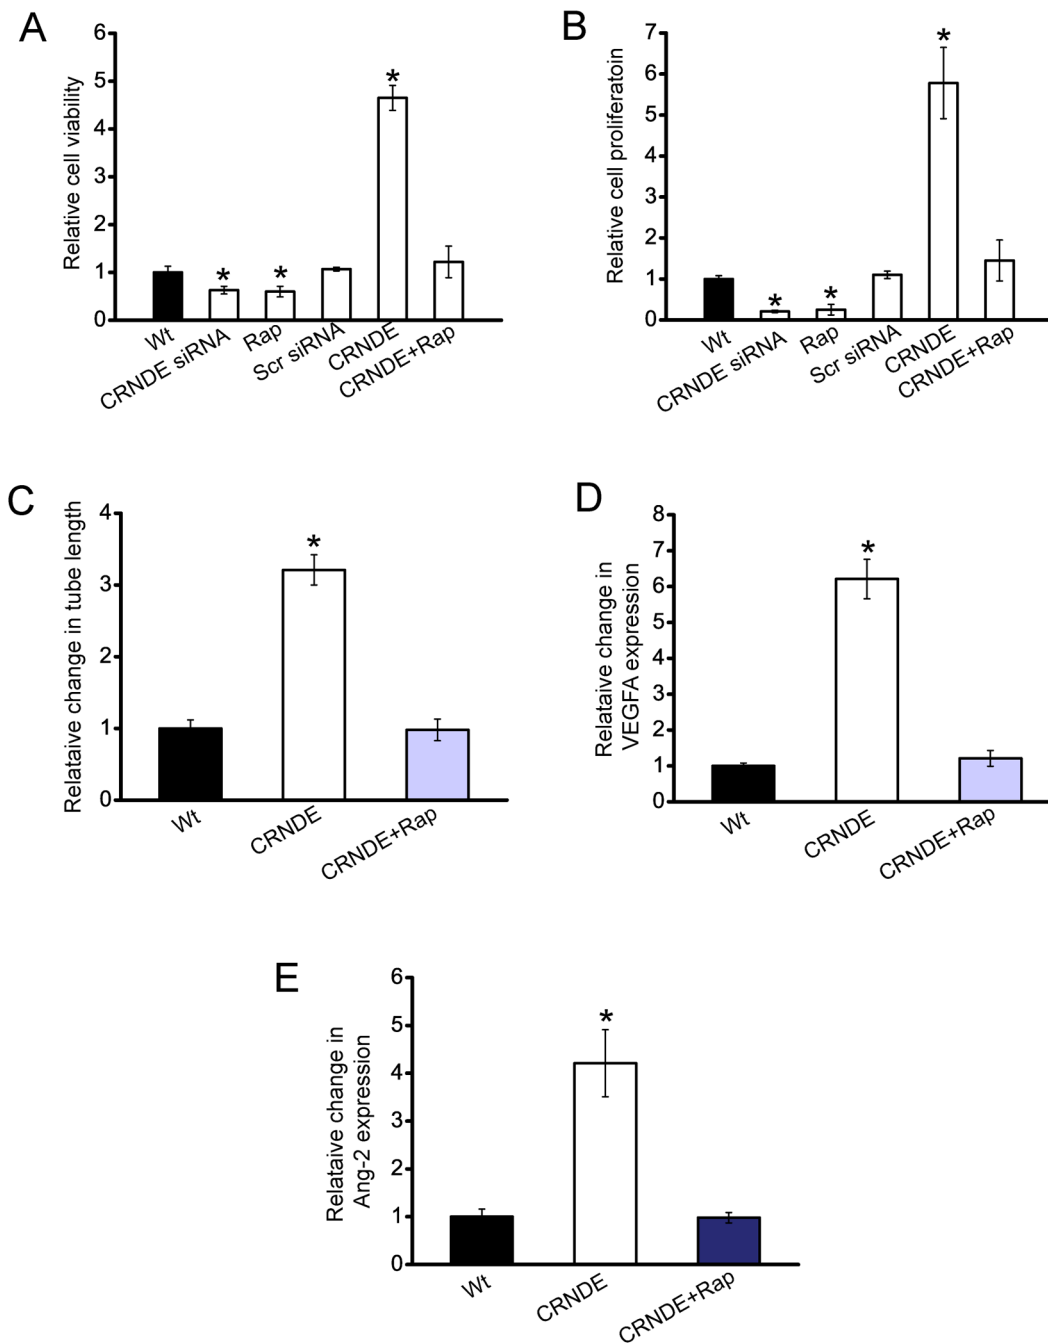 A
Relative cell viability
6
5
4
3
2
1
0
*
*
*
Wt
CRNDE siRNA
Rap
Scr siRNA
CRNDE
CRNDE+Rap
B
Relative cell proliferatoin
7
6
5
4
3
2
1
0
*
*
*
Wt
CRNDE siRNA
Rap
Scr siRNA
CRNDE
CRNDE+Rap
C
Relataive change in tube length
4
3
2
1
0
*
Wt
CRNDE
CRNDE+Rap
D
Relataive change in
VEGFA expression
8
7
6
5
4
3
2
1
0
*
Wt
CRNDE
CRNDE+Rap
E
Relataive change in
Ang-2 expression
6
5
4
3
2
1
0
*
Wt
CRNDE
CRNDE+Rap